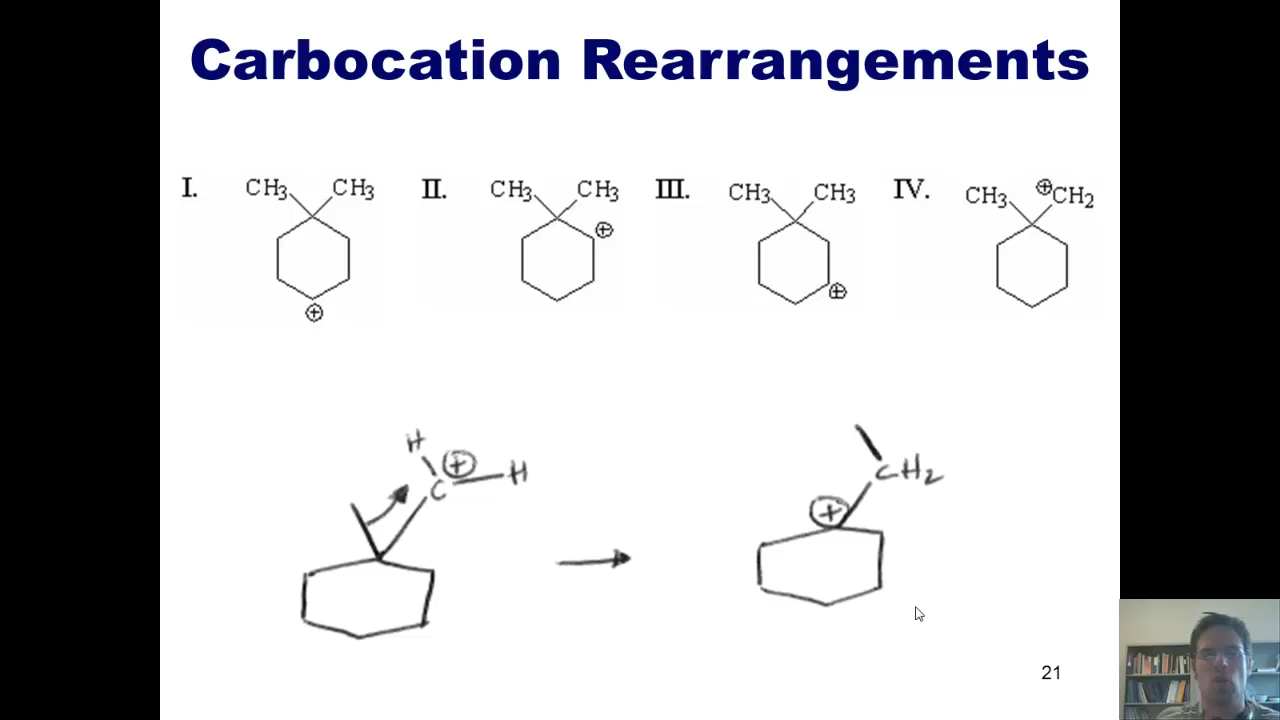 Carbocation Rearrangements
I. CH3 CH3 II. CH3 CH3 III. CH3 CH3 IV. CH3 ⊕CH2
⊕
⊕
⊕
H
⊕
C H
CH2
⊕
21